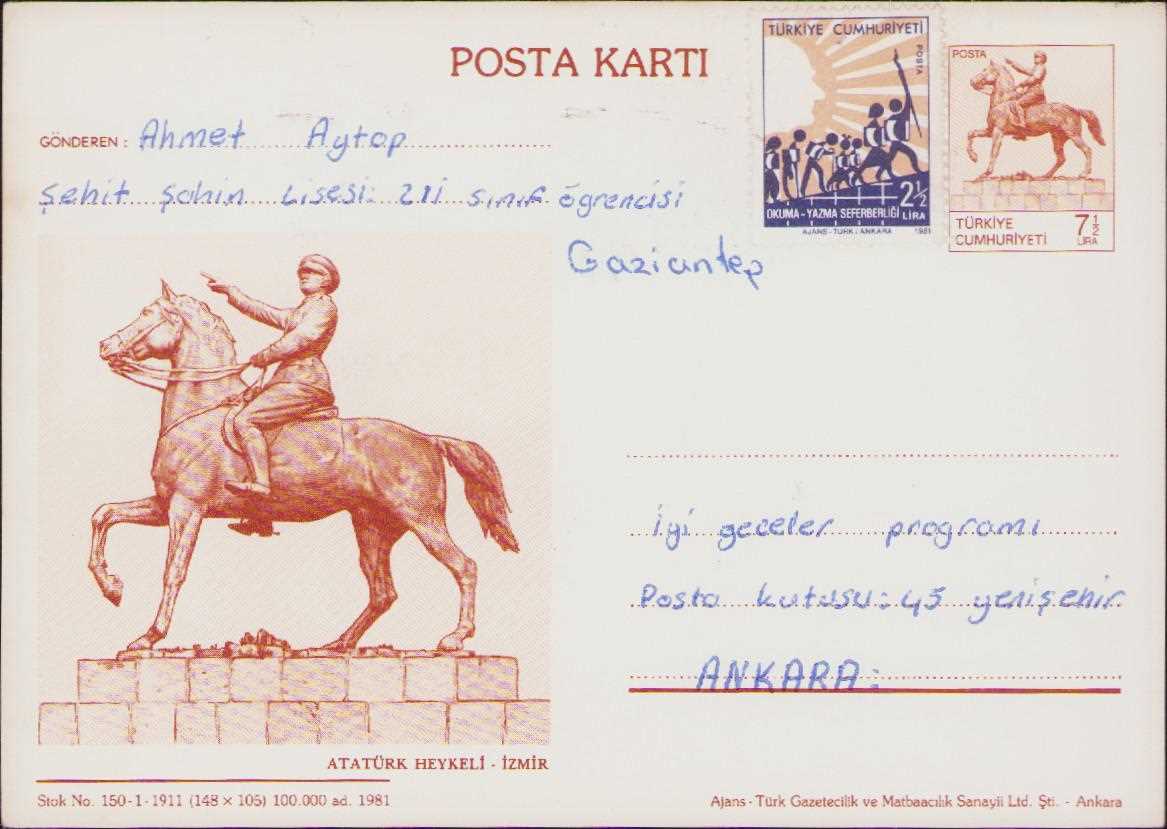 POSTA KARTI
TÜRKİYE CUMHURİYETİ
POSTA
OKUMA - YAZMA SEFERBERLİĞİ
2½ LİRA
AJANS - TÜRK / ANKARA 1981
POSTA
TÜRKİYE CUMHURİYETİ
7½ LİRA
GÖNDEREN : Ahmet Aytop
Şehit Şahin Lisesi: 211 sınıf öğrencisi
Gaziantep
İyi geceler programı
Posta kutusu: 45 yenişehir
ANKARA:
ATATÜRK HEYKELİ - İZMİR
Stok No. 150-1-1911 (148 × 105) 100.000 ad. 1981
Ajans - Türk Gazetecilik ve Matbaacılık Sanayii Ltd. Şti. - Ankara